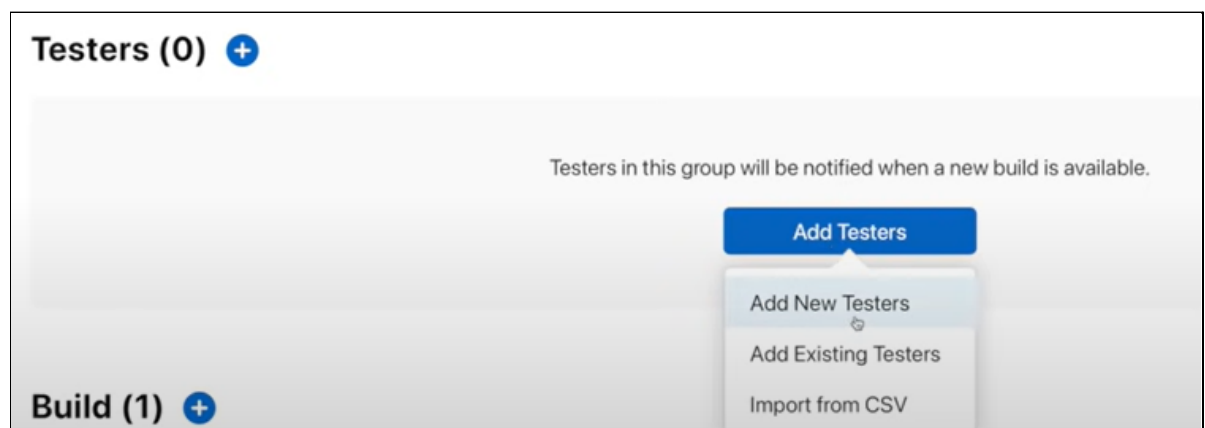 Testers (0)
Testers in this group will be notified when a new build is available.
Add Testers
Add New Testers
Add Existing Testers
Build (1)
Import from CSV